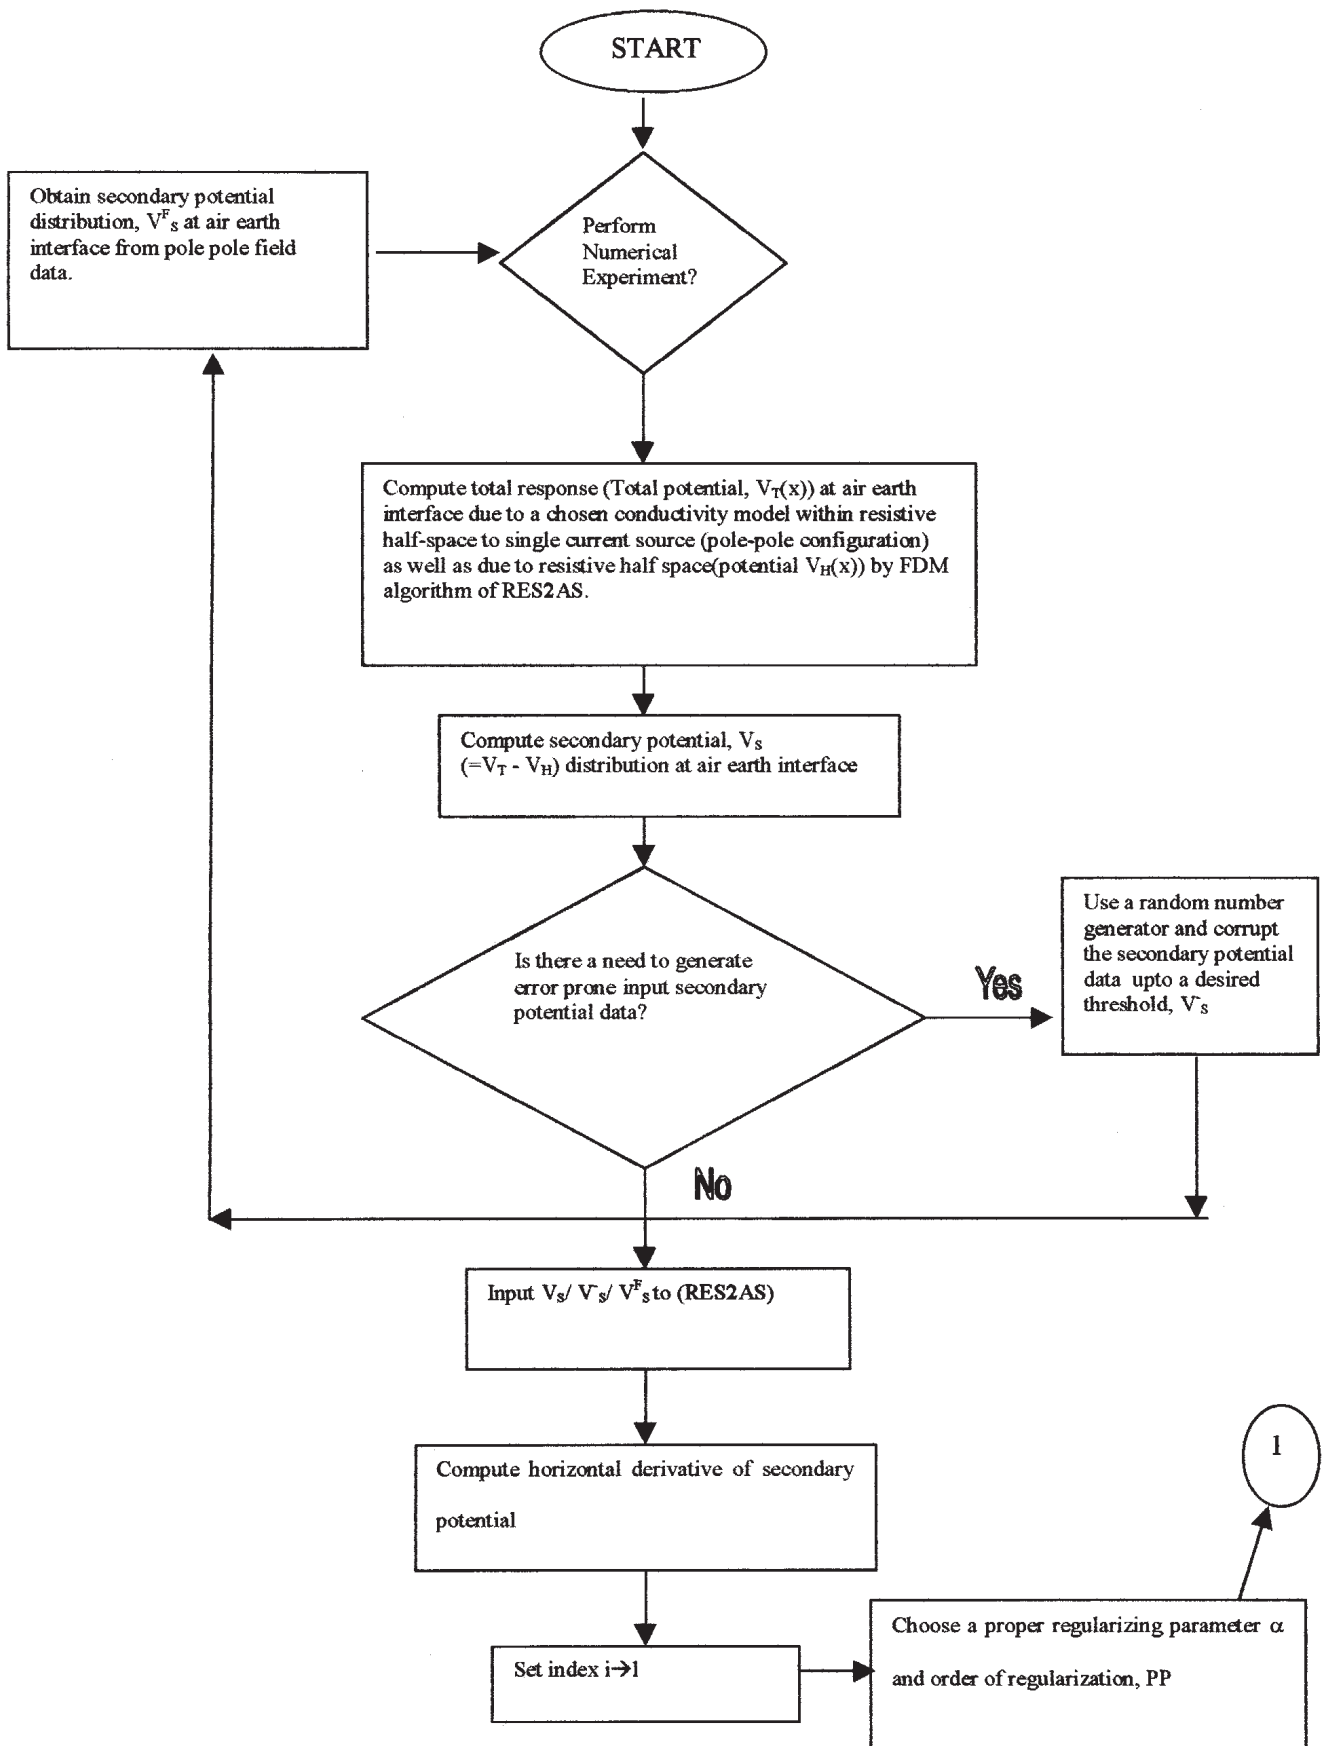 START
Obtain secondary potential
distribution, V^F_S at air earth
interface from pole pole field
data.
Perform
Numerical
Experiment?
Compute total response (Total potential, V_T(x)) at air earth
interface due to a chosen conductivity model within resistive
half-space to single current source (pole-pole configuration)
as well as due to resistive half space(potential V_H(x)) by FDM
algorithm of RES2AS.
Compute secondary potential, V_S
(=V_T - V_H) distribution at air earth interface
Is there a need to generate
error prone input secondary
potential data?
Yes
Use a random number
generator and corrupt
the secondary potential
data upto a desired
threshold, V^-_S
No
Input V_S/ V^-_S/ V^F_S to (RES2AS)
Compute horizontal derivative of secondary
potential
Set index i→1
Choose a proper regularizing parameter α
and order of regularization, PP
1